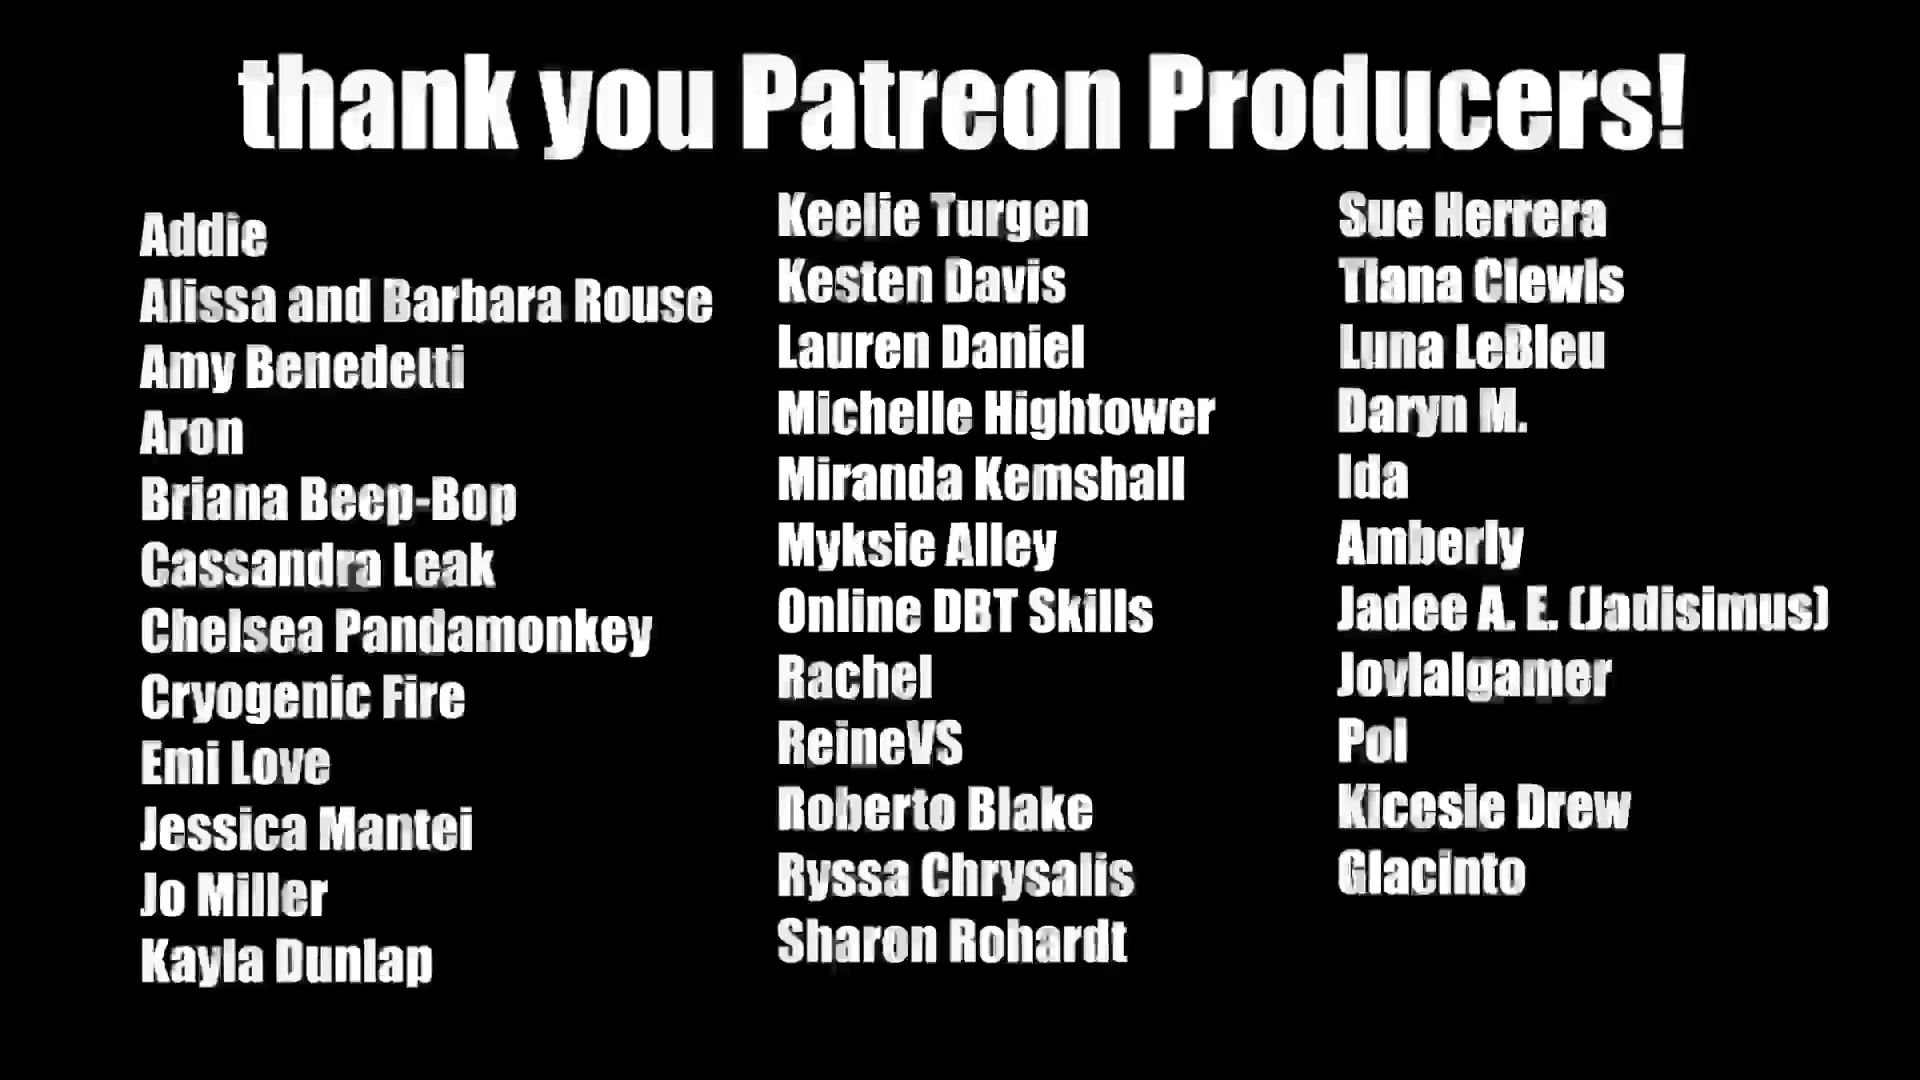 thank you Patreon Producers!
Addie
Alissa and Barbara Rouse
Amy Benedetti
Aron
Briana Beep-Bop
Cassandra Leak
Chelsea Pandamonkey
Cryogenic Fire
Emi Love
Jessica Mantei
Jo Miller
Kayla Dunlap
Keelie Turgen
Kesten Davis
Lauren Daniel
Michelle Hightower
Miranda Kemshall
Myksie Alley
Online DBT Skills
Rachel
ReineVS
Roberto Blake
Ryssa Chrysalis
Sharon Rohardt
Sue Herrera
Tiana Clewis
Luna LeBleu
Daryn M.
Ida
Amberly
Jadee A. E. (Jadisimus)
Jovialgamer
Pol
Kicesie Drew
Giacinto